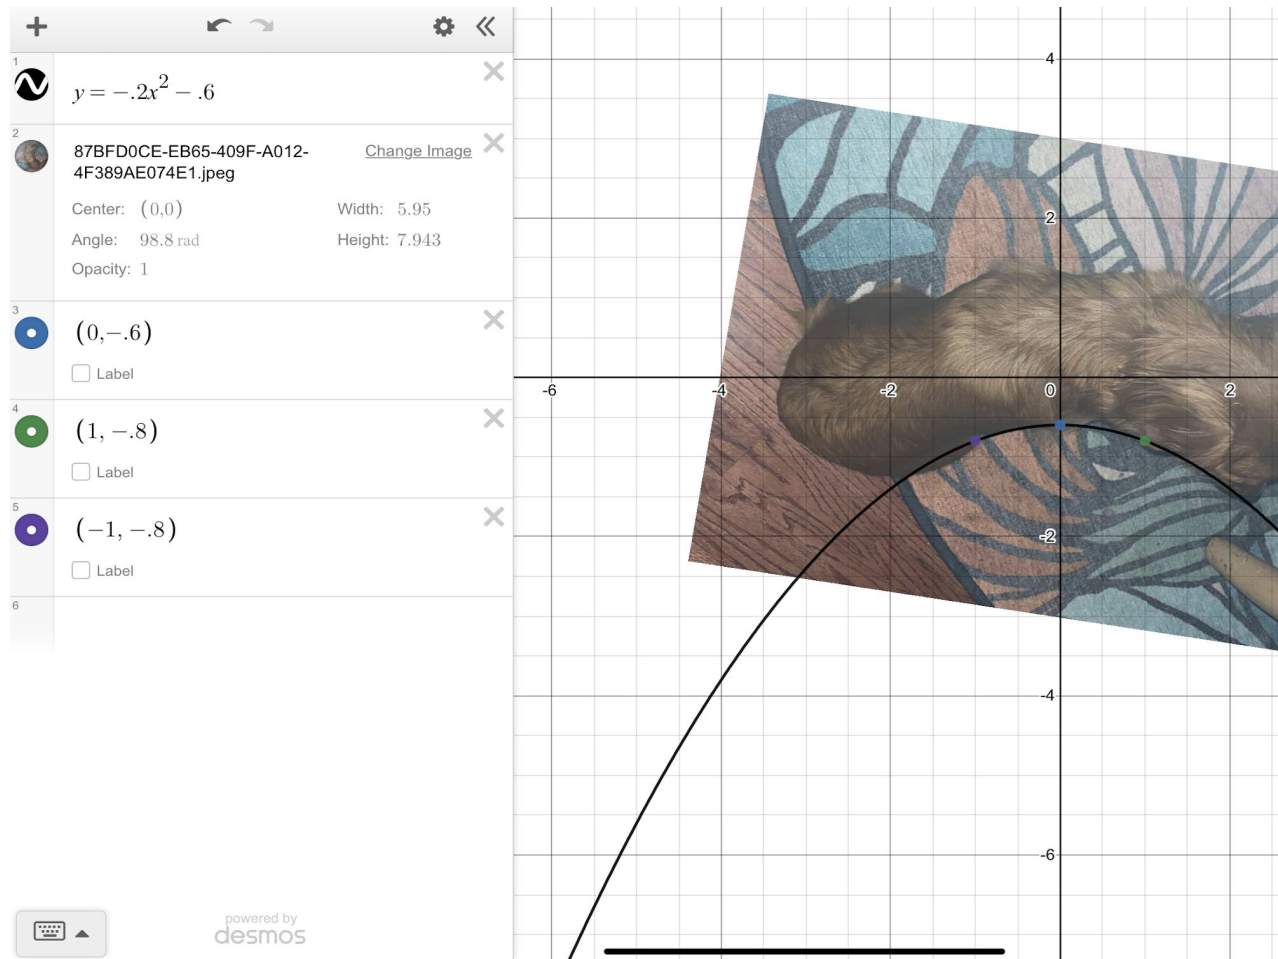 1
y = −.2x² − .6
2
87BFD0CE-EB65-409F-A012-
4F389AE074E1.jpeg
Change Image
Center: (0,0)
Width: 5.95
Angle: 98.8 rad
Height: 7.943
Opacity: 1
3
(0,−.6)
Label
4
(1, −.8)
Label
5
(−1, −.8)
Label
6
powered by
desmos
4
2
-6
-4
-2
0
2
-2
-4
-6